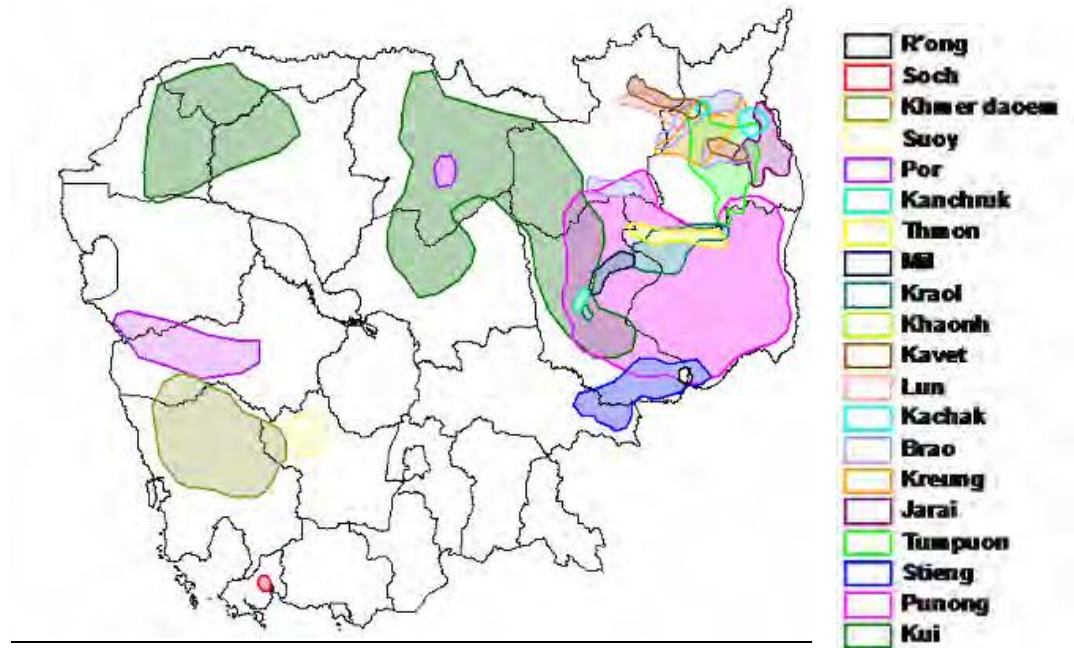 R'ong
Soch
Khmer daoem
Suoy
Por
Kanchruk
Thmon
Mil
Kraol
Khaonh
Kavet
Lun
Kachak
Brao
Kreung
Jarai
Tumpuon
Stieng
Punong
Kui